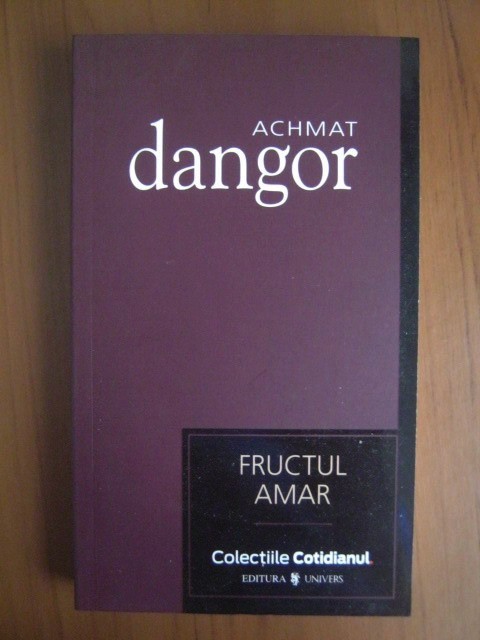 ACHMAT
dangor
FRUCTUL
AMAR
Colecțiile Cotidianul.
EDITURA UNIVERS